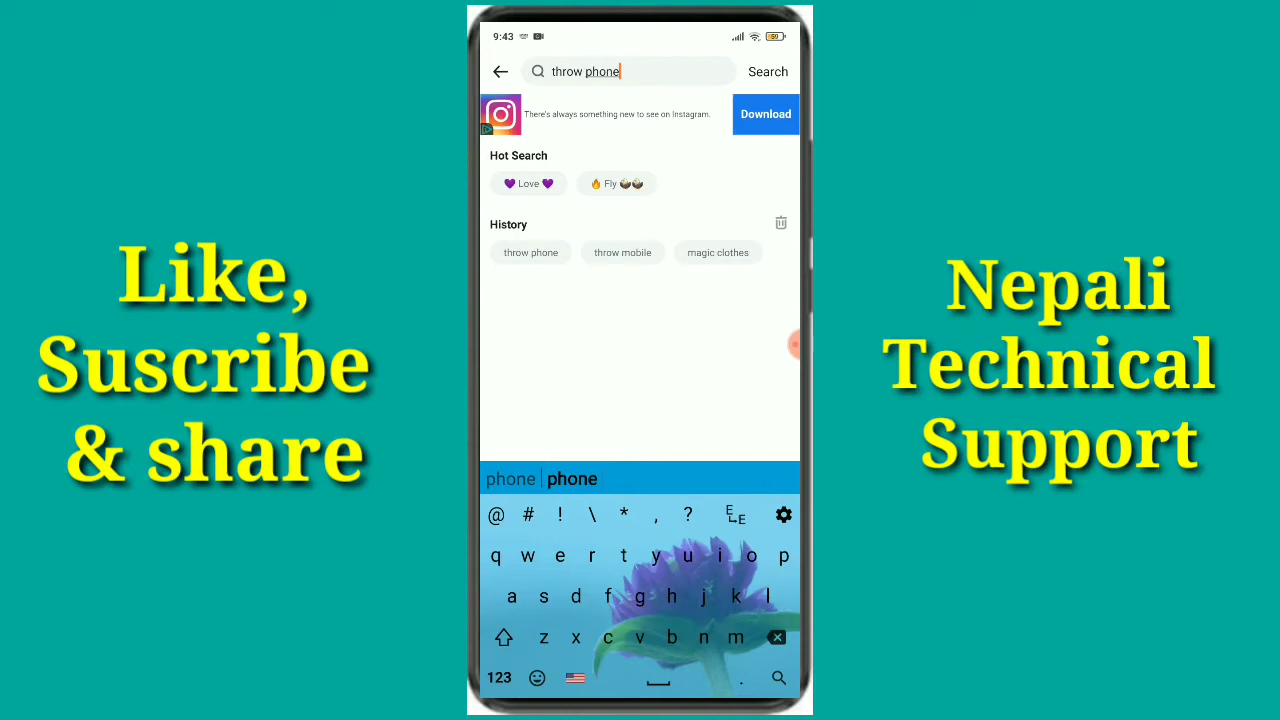 Like,
Suscribe
& share
9:43
59
throw phone
Search
There's always something new to see on Instagram.
Download
Hot Search
💜 Love 💜
🔥 Fly 🥥🥥
History
throw phone
throw mobile
magic clothes
phone phone
@ # ! \ * , ? E E
q w e r t y u i o p
a s d f g h j k l
z x c v b n m
123 .
Nepali
Technical
Support